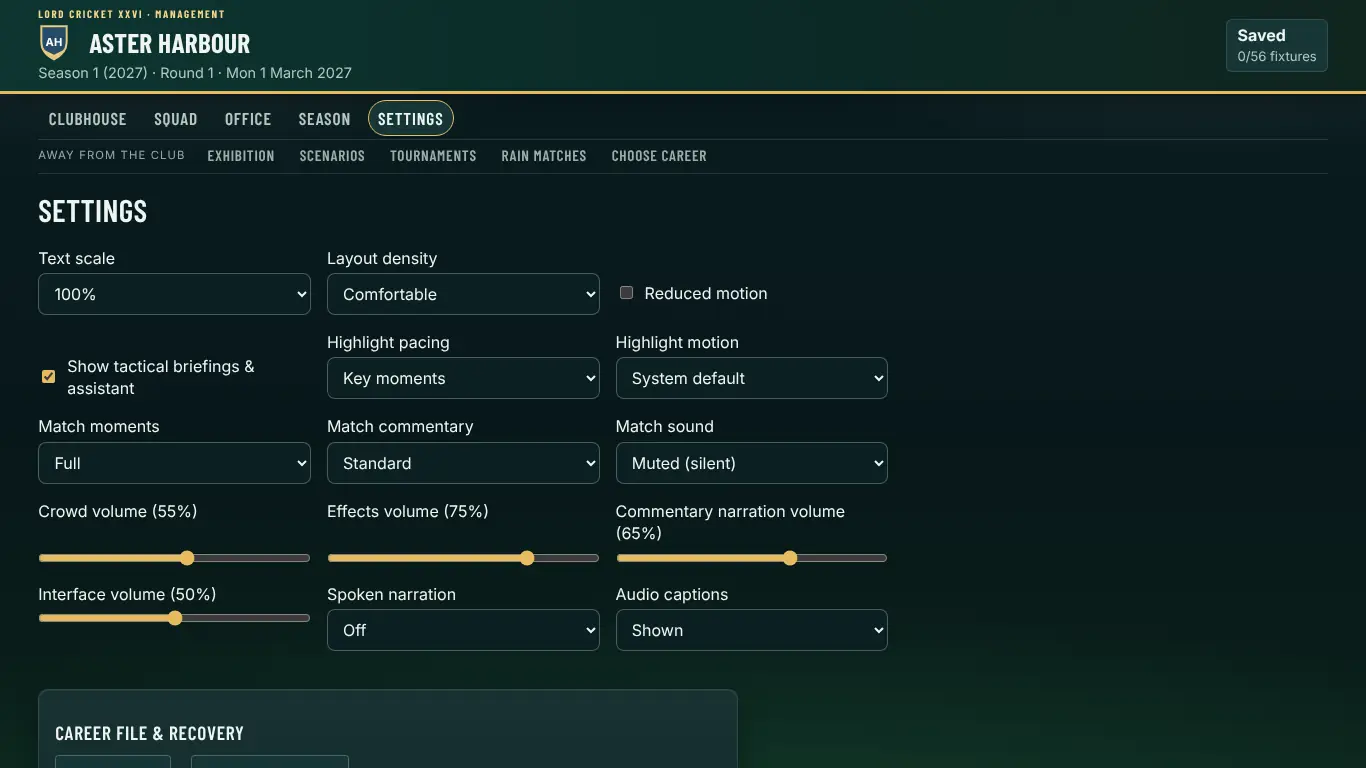 LORD CRICKET XXVI · MANAGEMENT
AH
ASTER HARBOUR
Season 1 (2027) · Round 1 · Mon 1 March 2027
Saved
0/56 fixtures
CLUBHOUSE SQUAD OFFICE SEASON SETTINGS
AWAY FROM THE CLUB EXHIBITION SCENARIOS TOURNAMENTS RAIN MATCHES CHOOSE CAREER
SETTINGS
Text scale
100%
Layout density
Comfortable
Reduced motion
Show tactical briefings &
assistant
Highlight pacing
Key moments
Highlight motion
System default
Match moments
Full
Match commentary
Standard
Match sound
Muted (silent)
Crowd volume (55%)
Effects volume (75%)
Commentary narration volume
(65%)
Interface volume (50%)
Spoken narration
Off
Audio captions
Shown
CAREER FILE & RECOVERY